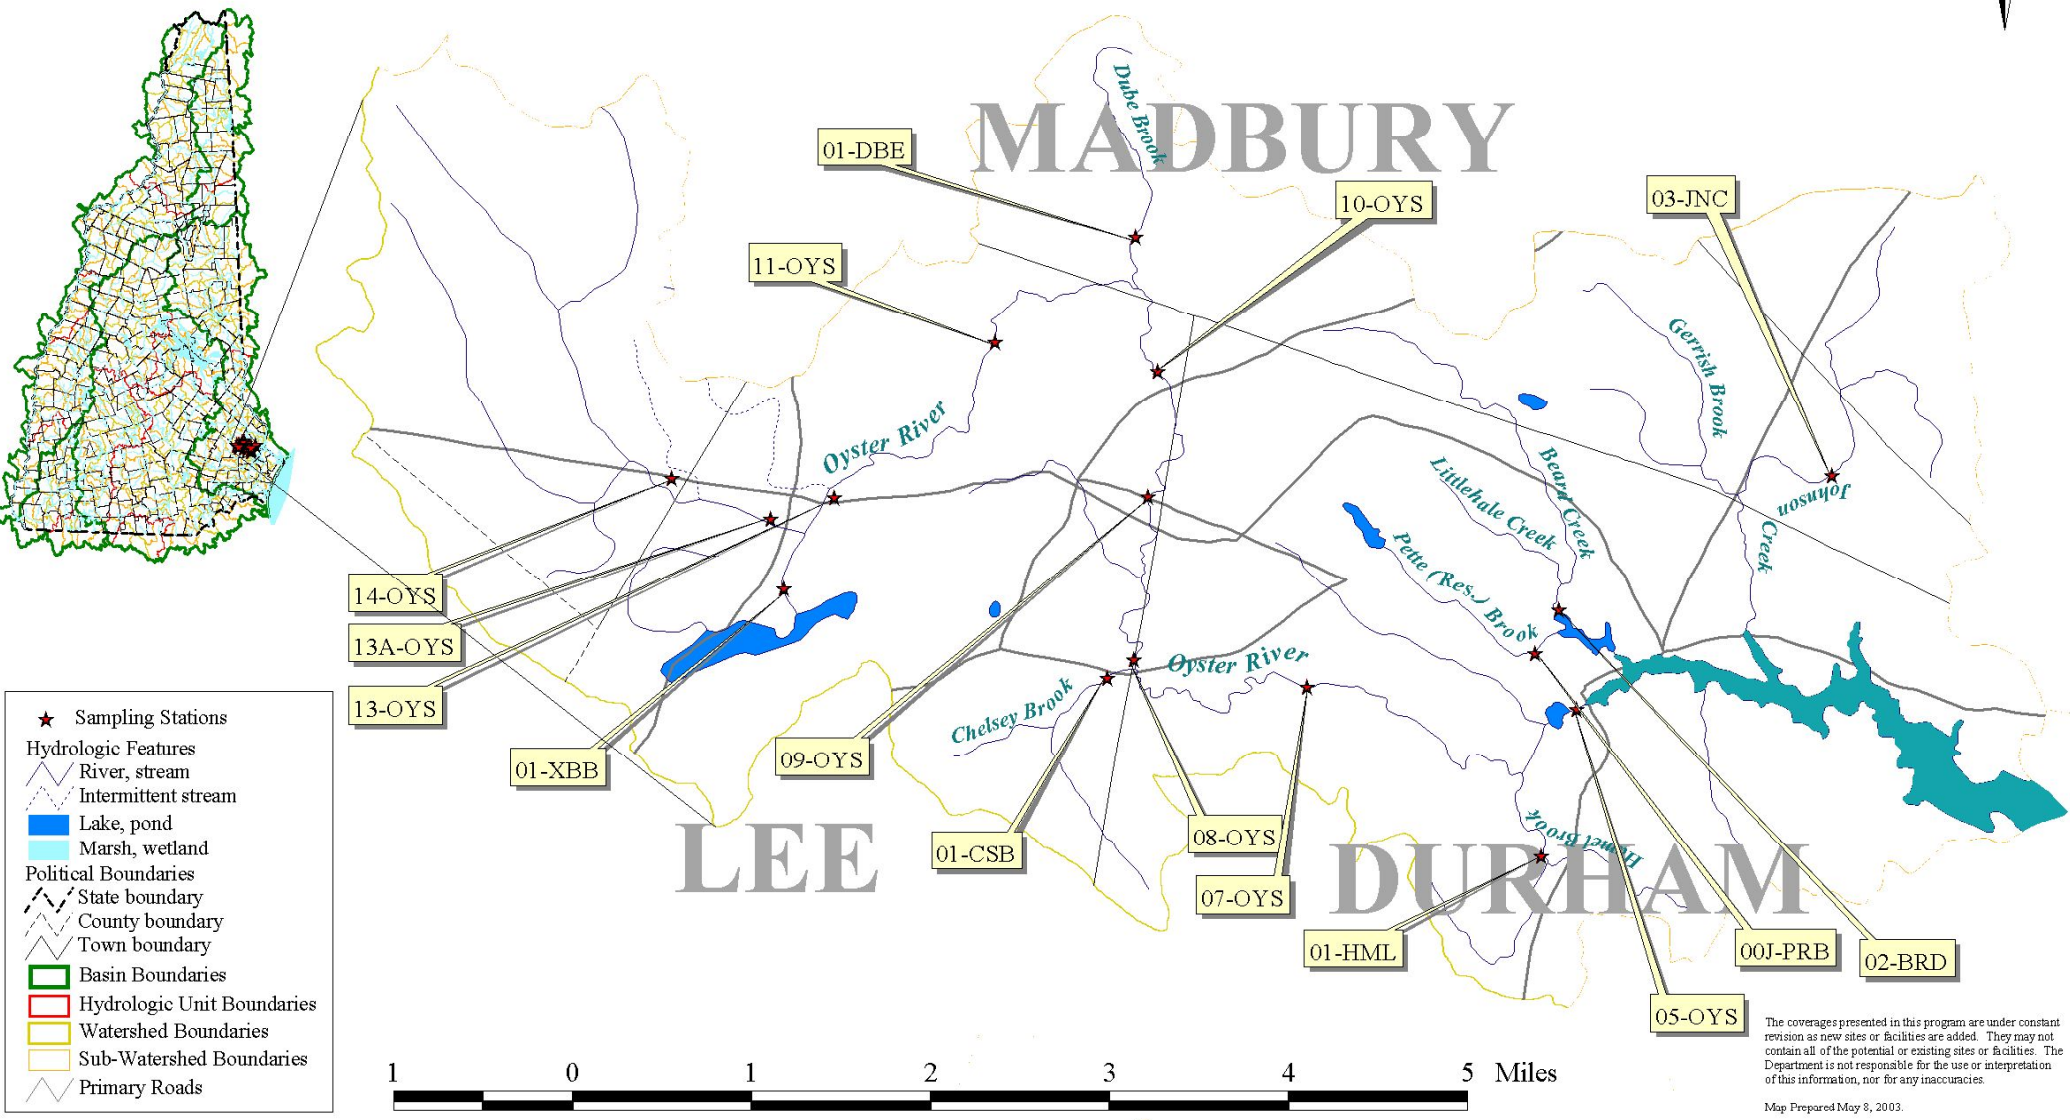 MADBURY
Dube Brook
01-DBE
10-OYS
03-JNC
11-OYS
Gerrish Brook
Oyster River
Beard Creek
Littlehale Creek
Johnson
Creek
Pette (Res.) Brook
14-OYS
13A-OYS
13-OYS
Oyster River
Chelsey Brook
01-XBB
09-OYS
01-CSB
08-OYS
07-OYS
LEE
DURHAM
Hamel Brook
01-HML
00J-PRB
02-BRD
05-OYS
Sampling Stations
Hydrologic Features
River, stream
Intermittent stream
Lake, pond
Marsh, wetland
Political Boundaries
State boundary
County boundary
Town boundary
Basin Boundaries
Hydrologic Unit Boundaries
Watershed Boundaries
Sub-Watershed Boundaries
Primary Roads
1 0 1 2 3 4 5 Miles
The coverages presented in this program are under constant
revision as new sites or facilities are added. They may not
contain all of the potential or existing sites or facilities. The
Department is not responsible for the use or interpretation
of this information, nor for any inaccuracies.
Map Prepared May 8, 2003.